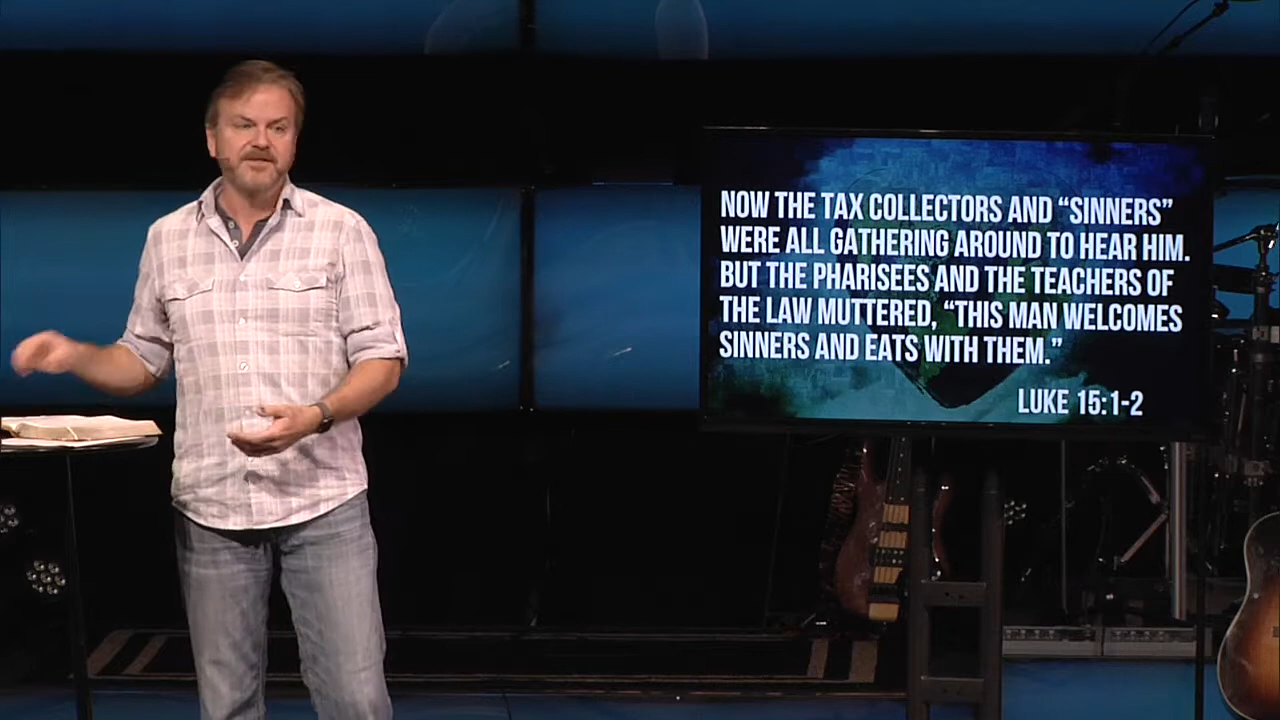 NOW THE TAX COLLECTORS AND “SINNERS”
WERE ALL GATHERING AROUND TO HEAR HIM.
BUT THE PHARISEES AND THE TEACHERS OF
THE LAW MUTTERED, “THIS MAN WELCOMES
SINNERS AND EATS WITH THEM.”
LUKE 15:1-2